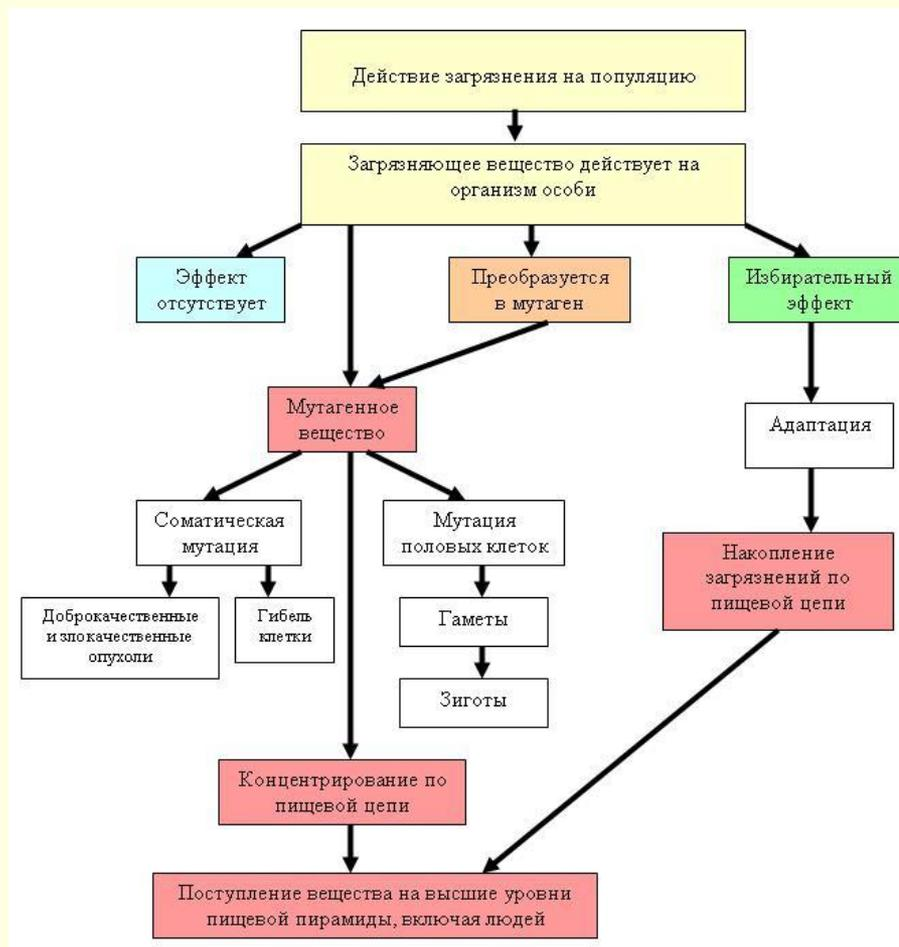 Действие загрязнения на популяцию
Загрязняющее вещество действует на
организм особи
Эффект
отсутствует
Преобразуется
в мутаген
Избирательный
эффект
Мутагенное
вещество
Адаптация
Соматическая
мутация
Мутация
половых клеток
Накопление
загрязнений по
пищевой цепи
Доброкачественные
и злокачественные
опухоли
Гибель
клетки
Гаметы
Зиготы
Концентрирование по
пищевой цепи
Поступление вещества на высшие уровни
пищевой пирамиды, включая людей